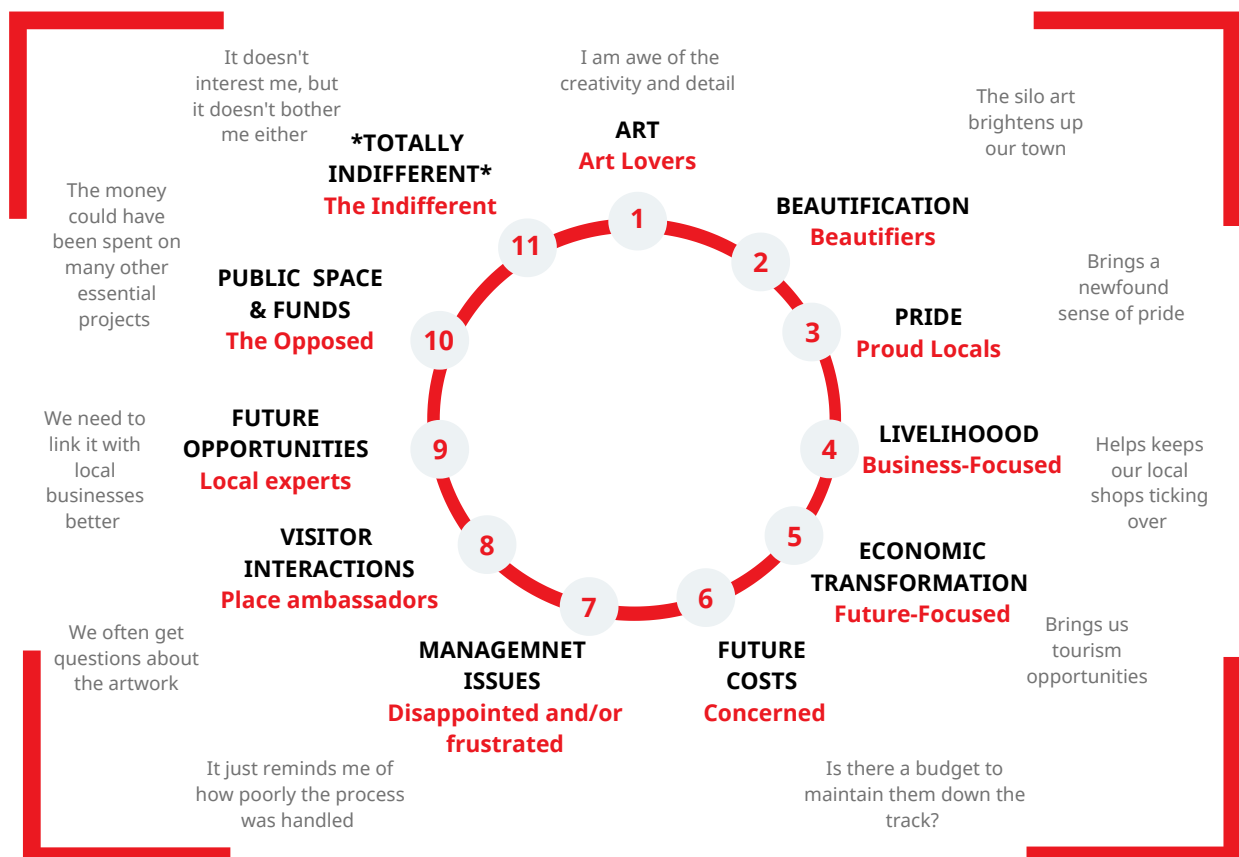 I am awe of the
creativity and detail
ART
Art Lovers
1
The silo art
brightens up
our town
BEAUTIFICATION
Beautifiers
2
Brings a
newfound
sense of pride
PRIDE
Proud Locals
3
LIVELIHOOOD
Business-Focused
4
Helps keeps
our local
shops ticking
over
ECONOMIC
TRANSFORMATION
Future-Focused
5
Brings us
tourism
opportunities
FUTURE
COSTS
Concerned
6
Is there a budget to
maintain them down the
track?
MANAGEMNET
ISSUES
Disappointed and/or
frustrated
7
It just reminds me of
how poorly the process
was handled
VISITOR
INTERACTIONS
Place ambassadors
8
We often get
questions about
the artwork
FUTURE
OPPORTUNITIES
Local experts
9
We need to
link it with
local
businesses
better
PUBLIC SPACE
& FUNDS
The Opposed
10
The money
could have
been spent on
many other
essential
projects
*TOTALLY
INDIFFERENT*
The Indifferent
11
It doesn't
interest me, but
it doesn't bother
me either